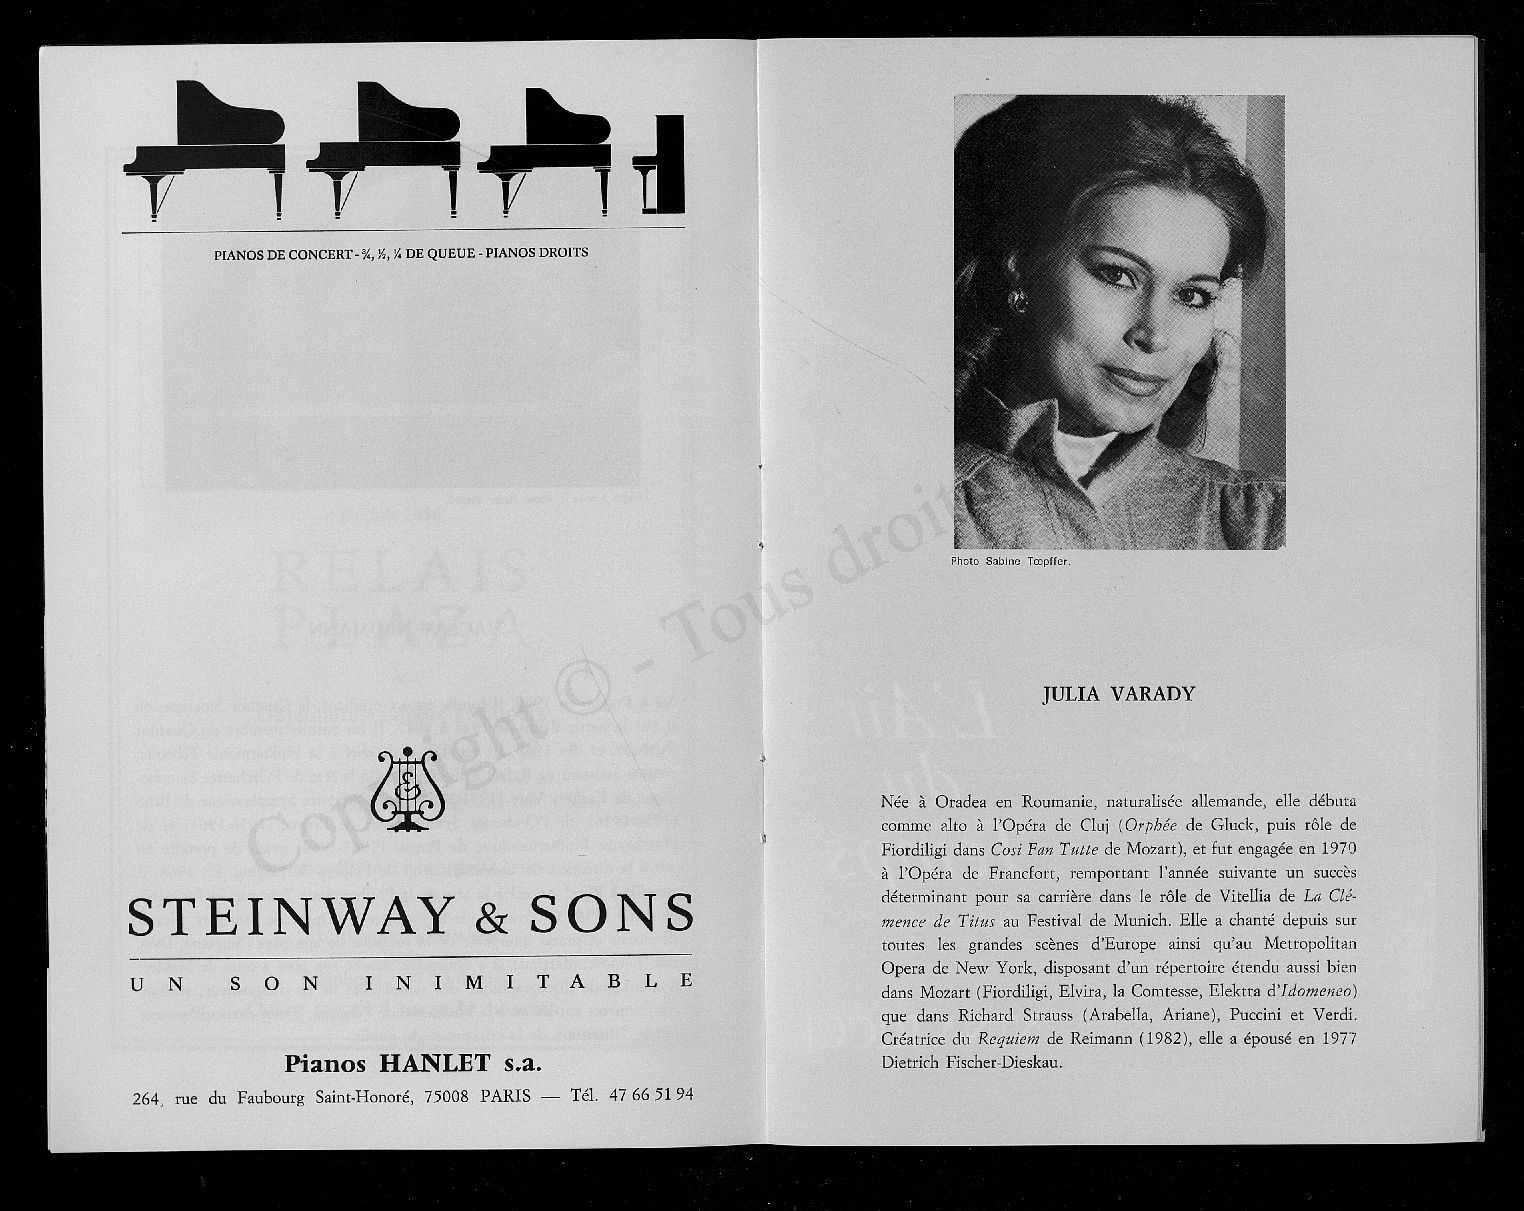 PIANOS DE CONCERT - ¾, ½, ¼ DE QUEUE - PIANOS DROITS
RELAIS
PLAZA
&
STEINWAY & SONS
UN SON INIMITABLE
Pianos HANLET s.a.
264, rue du Faubourg Saint-Honoré, 75008 PARIS — Tél. 47 66 51 94
Copyright © - Tous droits
Photo Sabine Tœpffer.
JULIA VARADY
Née à Oradea en Roumanie, naturalisée allemande, elle débuta
comme alto à l'Opéra de Cluj (Orphée de Gluck, puis rôle de
Fiordiligi dans Cosi Fan Tutte de Mozart), et fut engagée en 1970
à l'Opéra de Francfort, remportant l'année suivante un succès
déterminant pour sa carrière dans le rôle de Vitellia de La Clé-
mence de Titus au Festival de Munich. Elle a chanté depuis sur
toutes les grandes scènes d'Europe ainsi qu'au Metropolitan
Opera de New York, disposant d'un répertoire étendu aussi bien
dans Mozart (Fiordiligi, Elvira, la Comtesse, Elektra d'Idomeneo)
que dans Richard Strauss (Arabella, Ariane), Puccini et Verdi.
Créatrice du Requiem de Reimann (1982), elle a épousé en 1977
Dietrich Fischer-Dieskau.